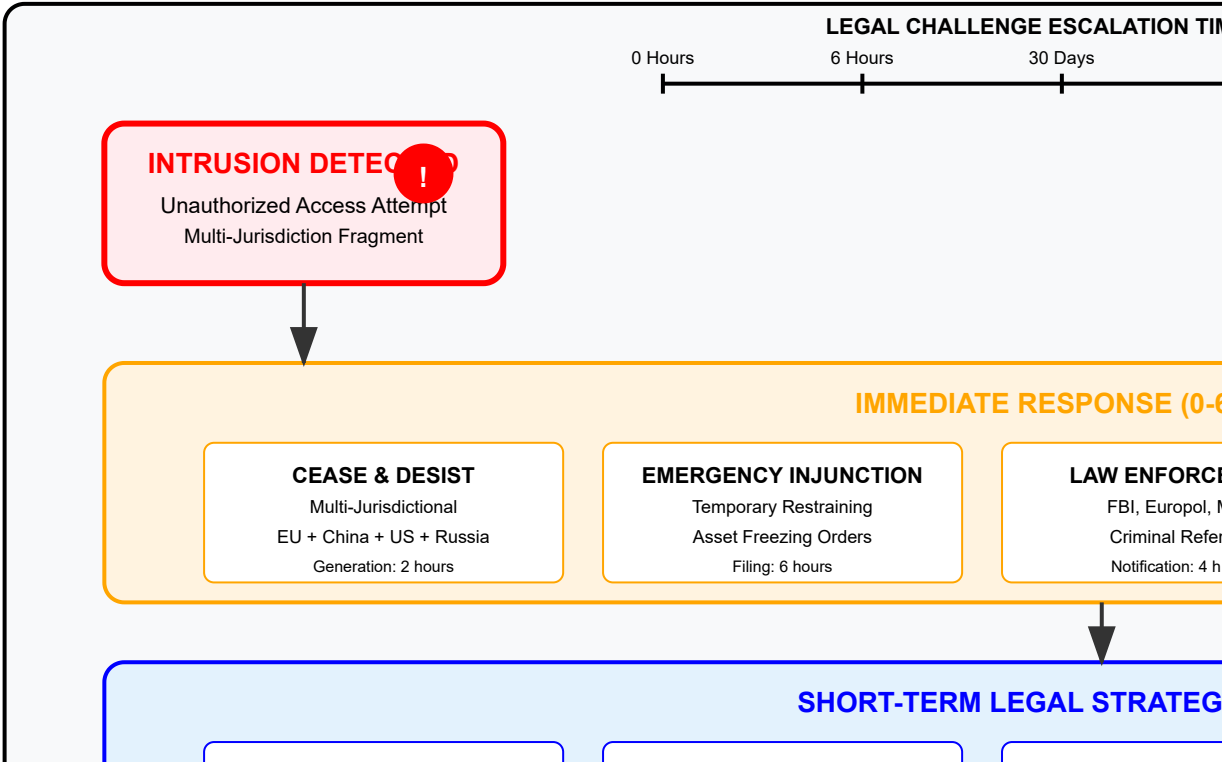 LEGAL CHALLENGE ESCALATION TIM
0 Hours 6 Hours 30 Days
INTRUSION DETEC D
!
Unauthorized Access Attempt
Multi-Jurisdiction Fragment
IMMEDIATE RESPONSE (0-6
CEASE & DESIST
Multi-Jurisdictional
EU + China + US + Russia
Generation: 2 hours
EMERGENCY INJUNCTION
Temporary Restraining
Asset Freezing Orders
Filing: 6 hours
LAW ENFORCE
FBI, Europol, M
Criminal Refer
Notification: 4 h
SHORT-TERM LEGAL STRATEG